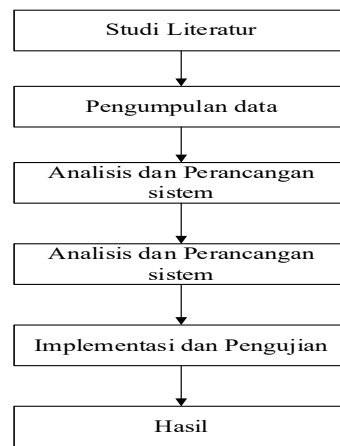 Studi Literatur
Pengumpulan data
Analisis dan Perancangan
sistem
Analisis dan Perancangan
sistem
Implementasi dan Pengujian
Hasil